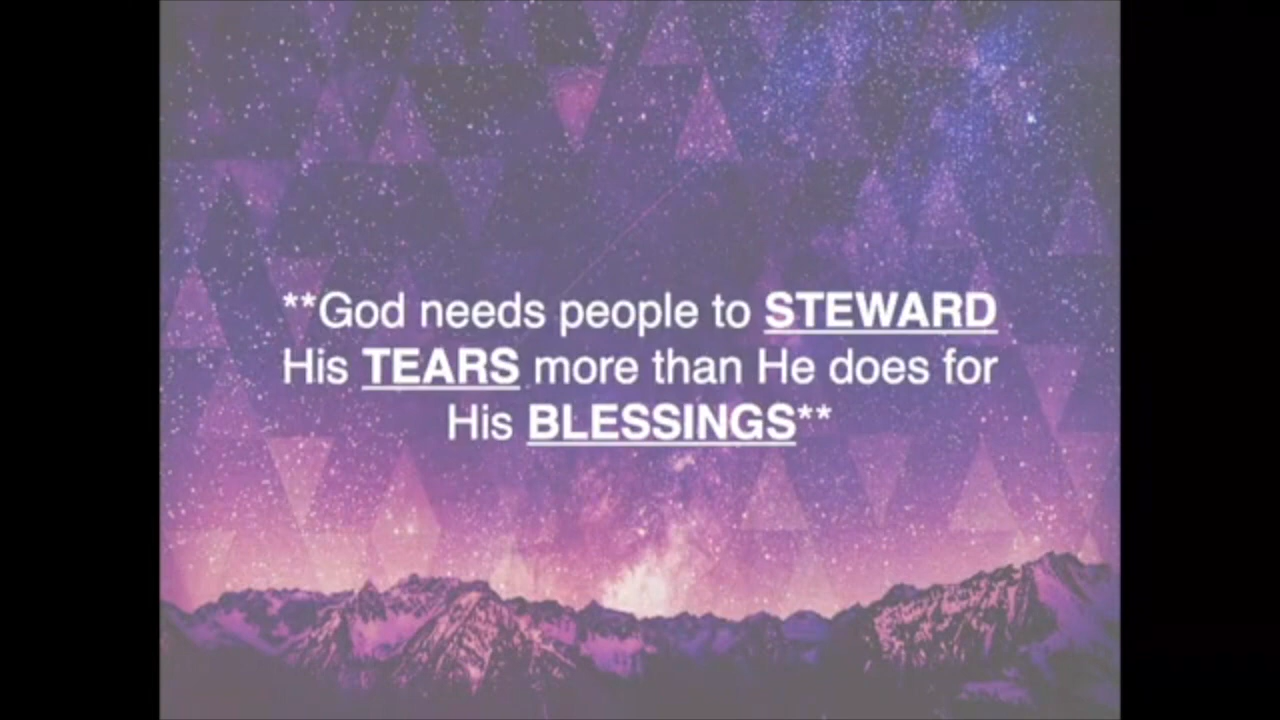 **God needs people to STEWARD
His TEARS more than He does for
His BLESSINGS**